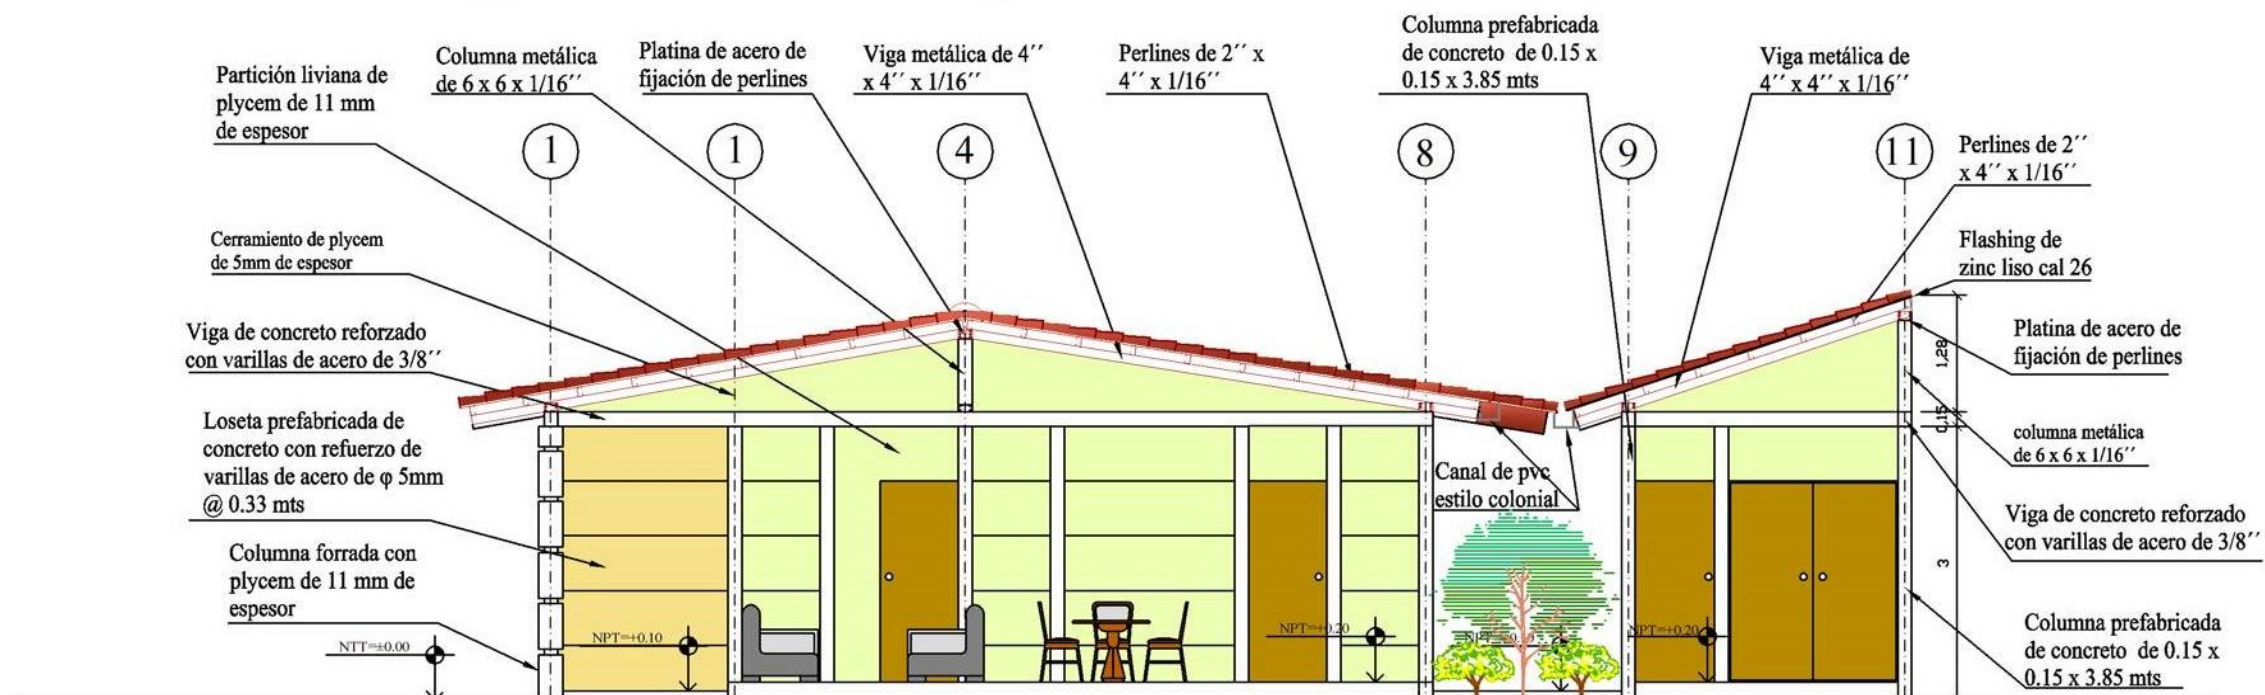 Partición liviana de
plycem de 11 mm
de espesor
Columna metálica
de 6 x 6 x 1/16´´
Platina de acero de
fijación de perlines
Viga metálica de 4´´
x 4´´ x 1/16´´
Perlines de 2´´ x
4´´ x 1/16´´
Columna prefabricada
de concreto de 0.15 x
0.15 x 3.85 mts
Viga metálica de
4´´ x 4´´ x 1/16´´
1
1
4
8
9
11
Perlines de 2´´
x 4´´ x 1/16´´
Cerramiento de plycem
de 5mm de espesor
Flashing de
zinc liso cal 26
Viga de concreto reforzado
con varillas de acero de 3/8´´
Platina de acero de
fijación de perlines
1,28
0,15
3
Loseta prefabricada de
concreto con refuerzo de
varillas de acero de φ 5mm
@ 0.33 mts
columna metálica
de 6 x 6 x 1/16´´
Canal de pvc
estilo colonial
Viga de concreto reforzado
con varillas de acero de 3/8´´
Columna forrada con
plycem de 11 mm de
espesor
Columna prefabricada
de concreto de 0.15 x
0.15 x 3.85 mts
NTT=±0.00
NPT=+0.10
NPT=+0.20
NPT=+0.20